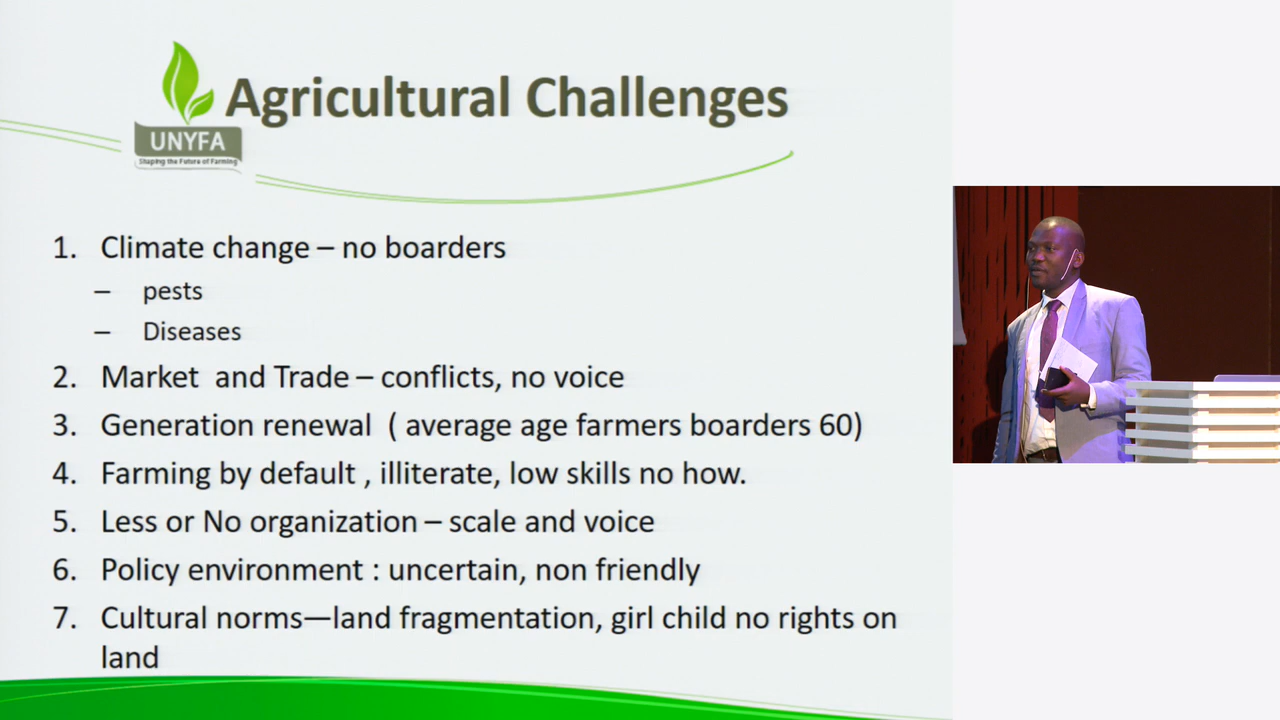 Agricultural Challenges
UNYFA
Shaping the Future of Farming
1. Climate change – no boarders
– pests
– Diseases
2. Market and Trade – conflicts, no voice
3. Generation renewal ( average age farmers boarders 60)
4. Farming by default , illiterate, low skills no how.
5. Less or No organization – scale and voice
6. Policy environment : uncertain, non friendly
7. Cultural norms—land fragmentation, girl child no rights on
land